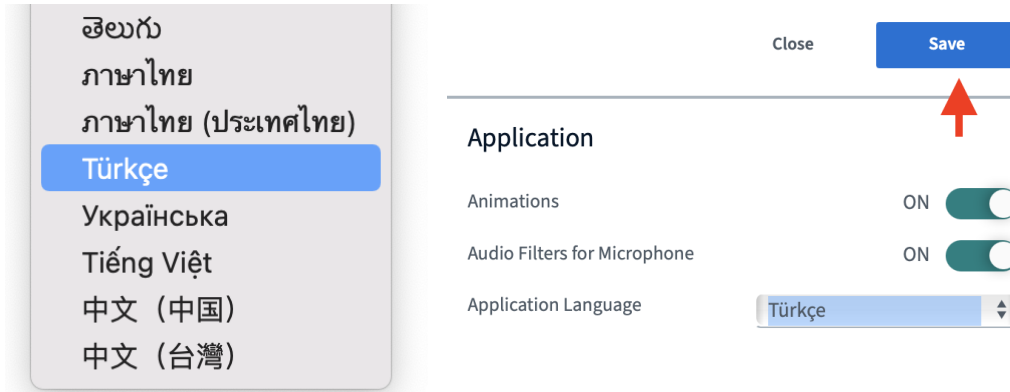 తెలుగు
ภาษาไทย
ภาษาไทย (ประเทศไทย)
Türkçe
Українська
Tiếng Việt
中文（中国）
中文（台灣）
Close
Save
Application
Animations
ON
Audio Filters for Microphone
ON
Application Language
Türkçe